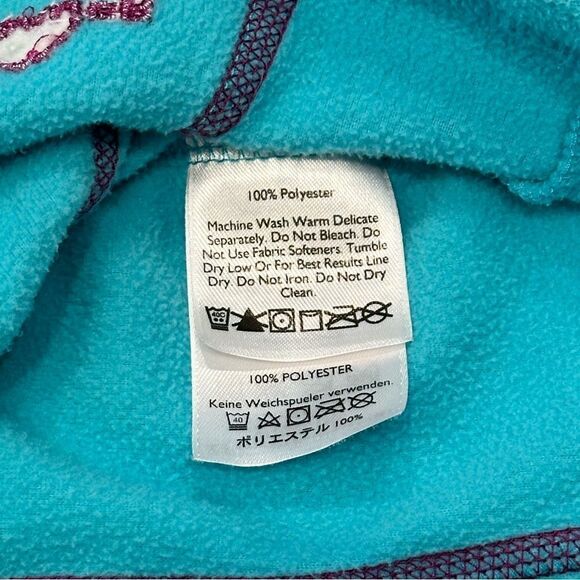 100% Polyester
Machine Wash Warm Delicate
Separately. Do Not Bleach. Do
Not Use Fabric Softeners. Tumble
Dry Low Or For Best Results Line
Dry. Do Not Iron. Do Not Dry
Clean.
40C
100% POLYESTER
Keine Weichspueler verwenden.
40
ポリエステル 100%